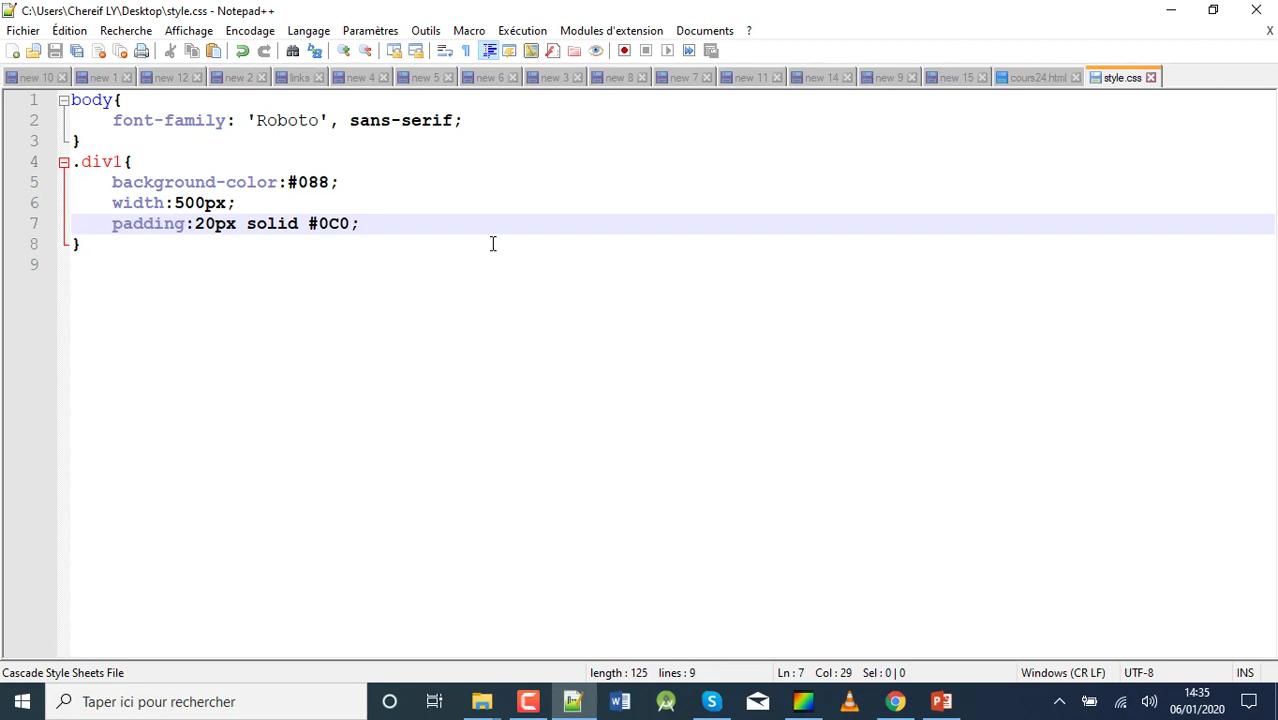 C:\Users\Chereif LY\Desktop\style.css - Notepad++
Fichier Édition Recherche Affichage Encodage Langage Paramètres Outils Macro Exécution Modules d'extension Documents ? X
new 10 new 1 new 12 new 2 links new 4 new 5 new 6 new 3 new 8 new 7 new 11 new 14 new 9 new 15 cours24.html style.css
1 body{
2 font-family: 'Roboto', sans-serif;
3 }
4 .div1{
5 background-color:#088;
6 width:500px;
7 padding:20px solid #0C0;
8 }
9
Cascade Style Sheets File length : 125 lines : 9 Ln : 7 Col : 29 Sel : 0 | 0 Windows (CR LF) UTF-8 INS
Taper ici pour rechercher
14:35
06/01/2020